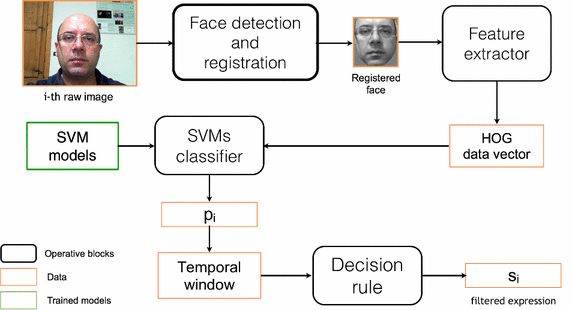 Face detection
and
registration
Feature
extractor
i-th raw image
Registered
face
SVM
models
SVMs
classifier
HOG
data vector
pi
Temporal
window
Decision
rule
si
filtered expression
Operative blocks
Data
Trained models